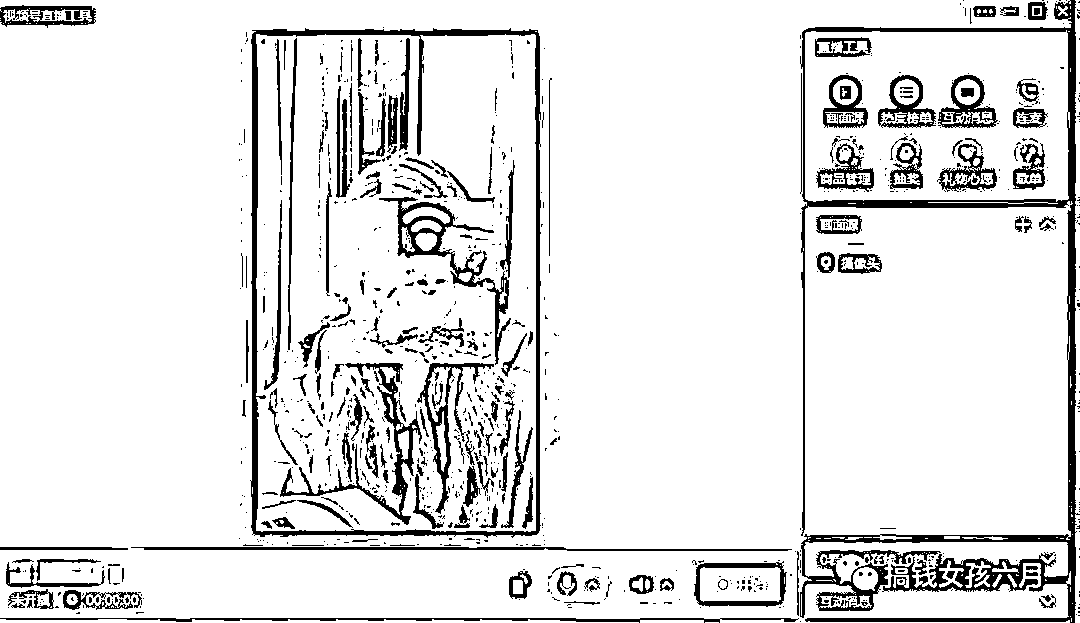 视频号直播工具
直播工具
画面源 热度榜单 互动消息 连麦
商品管理 抽奖 礼物心愿 歌单
画面源
摄像头
未开播 00:00:00
搞钱女孩六月
互动消息